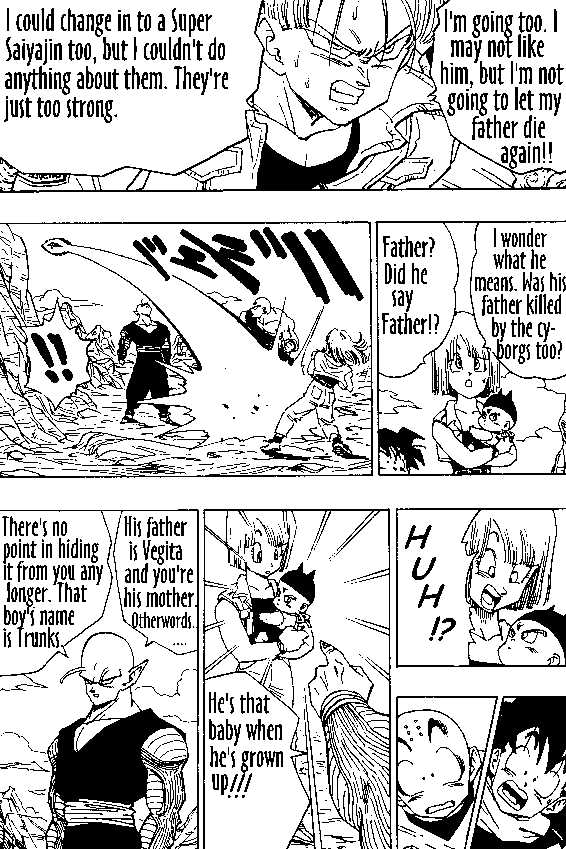 I could change in to a Super
Saiyajin too, but I couldn't do
anything about them. They're
just too strong.
I'm going too. I
may not like
him, but I'm not
going to let my
father die
again!!
!!
Father?
Did he
say
Father!?
I wonder
what he
means. Was his
father killed
by the cy-
borgs too?
There's no
point in hiding
it from you any
longer. That
boy's name
is Trunks.
His father
is Vegita
and you're
his mother.
Otherwords.
....
He's that
baby when
he's grown
up!!!
HUH!?